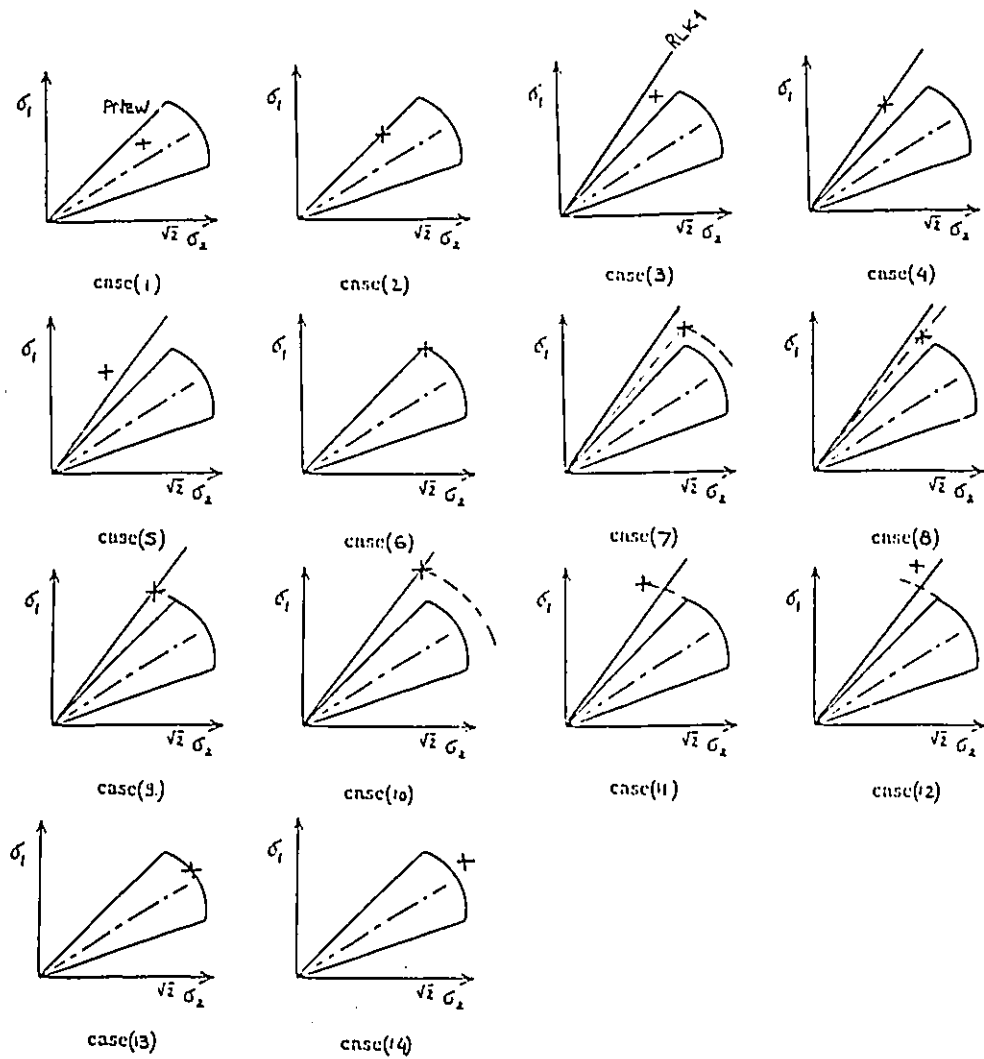 RLK1
σ₁
PNEW
√2 σ₂
case(1)
σ₁
√2 σ₂
case(2)
σ₁
√2 σ₂
case(3)
σ₁
√2 σ₂
case(4)
σ₁
√2 σ₂
case(5)
σ₁
√2 σ₂
case(6)
σ₁
√2 σ₂
case(7)
σ₁
√2 σ₂
case(8)
σ₁
√2 σ₂
case(9)
σ₁
√2 σ₂
case(10)
σ₁
√2 σ₂
case(11)
σ₁
√2 σ₂
case(12)
σ₁
√2 σ₂
case(13)
σ₁
√2 σ₂
case(14)